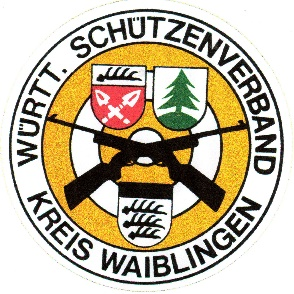 WÜRTT. SCHÜTZENVERBAND
KREIS WAIBLINGEN